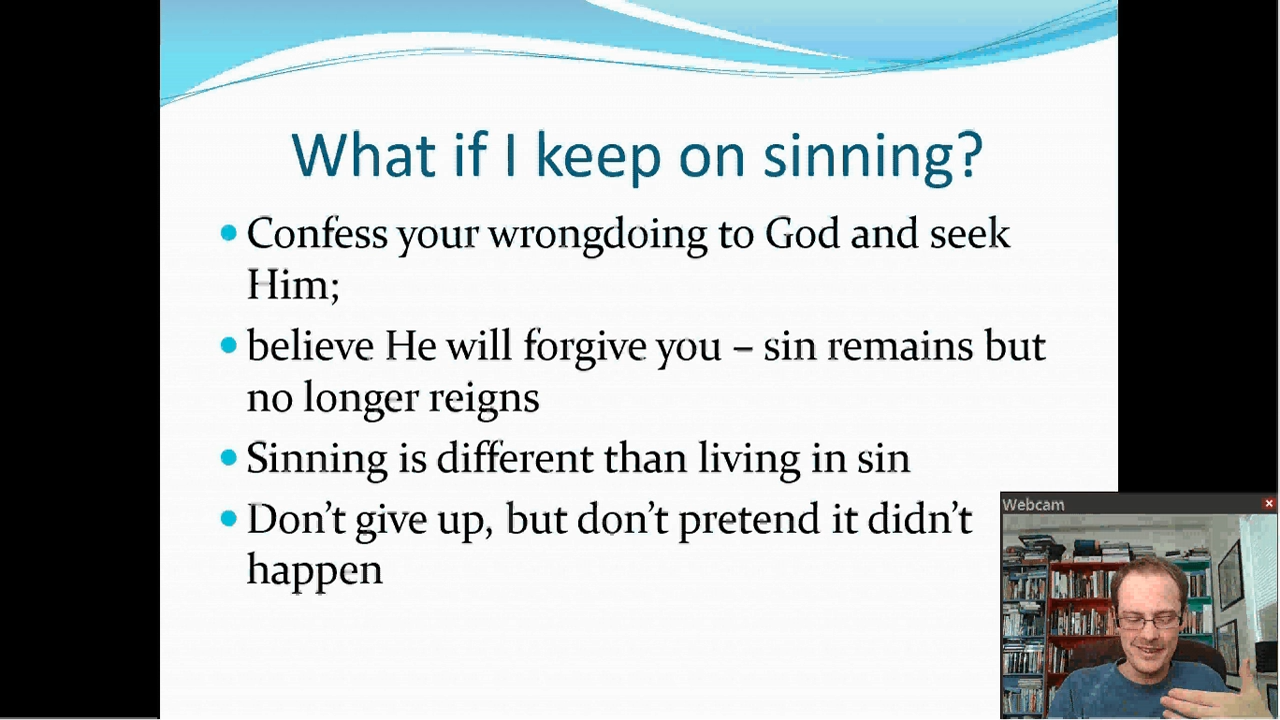 What if I keep on sinning?
• Confess your wrongdoing to God and seek
Him;
• believe He will forgive you – sin remains but
no longer reigns
• Sinning is different than living in sin
• Don’t give up, but don’t pretend it didn’t
happen
Webcam